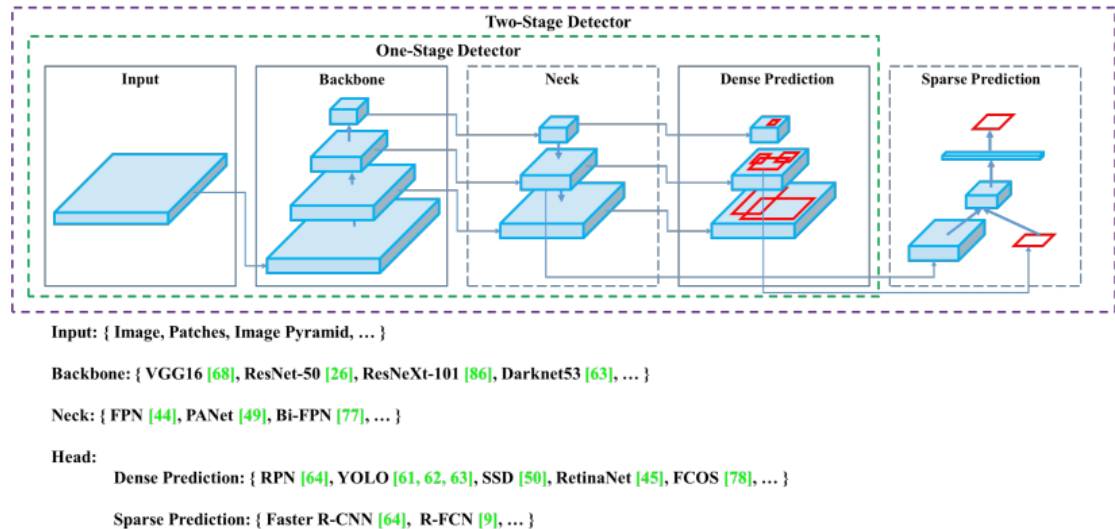 Two-Stage Detector
One-Stage Detector
Input
Backbone
Neck
Dense Prediction
Sparse Prediction
Input: { Image, Patches, Image Pyramid, … }
Backbone: { VGG16 [68], ResNet-50 [26], ResNeXt-101 [86], Darknet53 [63], … }
Neck: { FPN [44], PANet [49], Bi-FPN [77], … }
Head:
Dense Prediction: { RPN [64], YOLO [61, 62, 63], SSD [50], RetinaNet [45], FCOS [78], … }
Sparse Prediction: { Faster R-CNN [64], R-FCN [9], … }